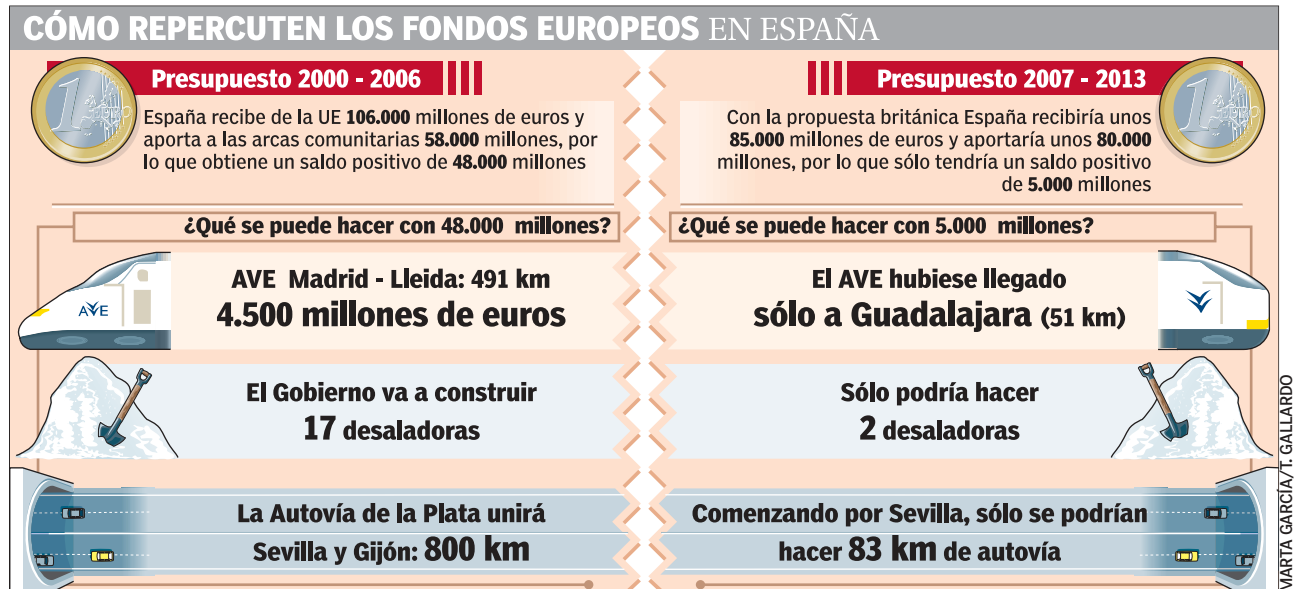 CÓMO REPERCUTEN LOS FONDOS EUROPEOS EN ESPAÑA
Presupuesto 2000 - 2006
España recibe de la UE 106.000 millones de euros y
aporta a las arcas comunitarias 58.000 millones, por
lo que obtiene un saldo positivo de 48.000 millones
¿Qué se puede hacer con 48.000 millones?
AVE Madrid - Lleida: 491 km
4.500 millones de euros
AVE
El Gobierno va a construir
17 desaladoras
La Autovía de la Plata unirá
Sevilla y Gijón: 800 km
Presupuesto 2007 - 2013
Con la propuesta británica España recibiría unos
85.000 millones de euros y aportaría unos 80.000
millones, por lo que sólo tendría un saldo positivo
de 5.000 millones
¿Qué se puede hacer con 5.000 millones?
El AVE hubiese llegado
sólo a Guadalajara (51 km)
Sólo podría hacer
2 desaladoras
Comenzando por Sevilla, sólo se podrían
hacer 83 km de autovía
MARTA GARCÍA/T. GALLARDO
1
1